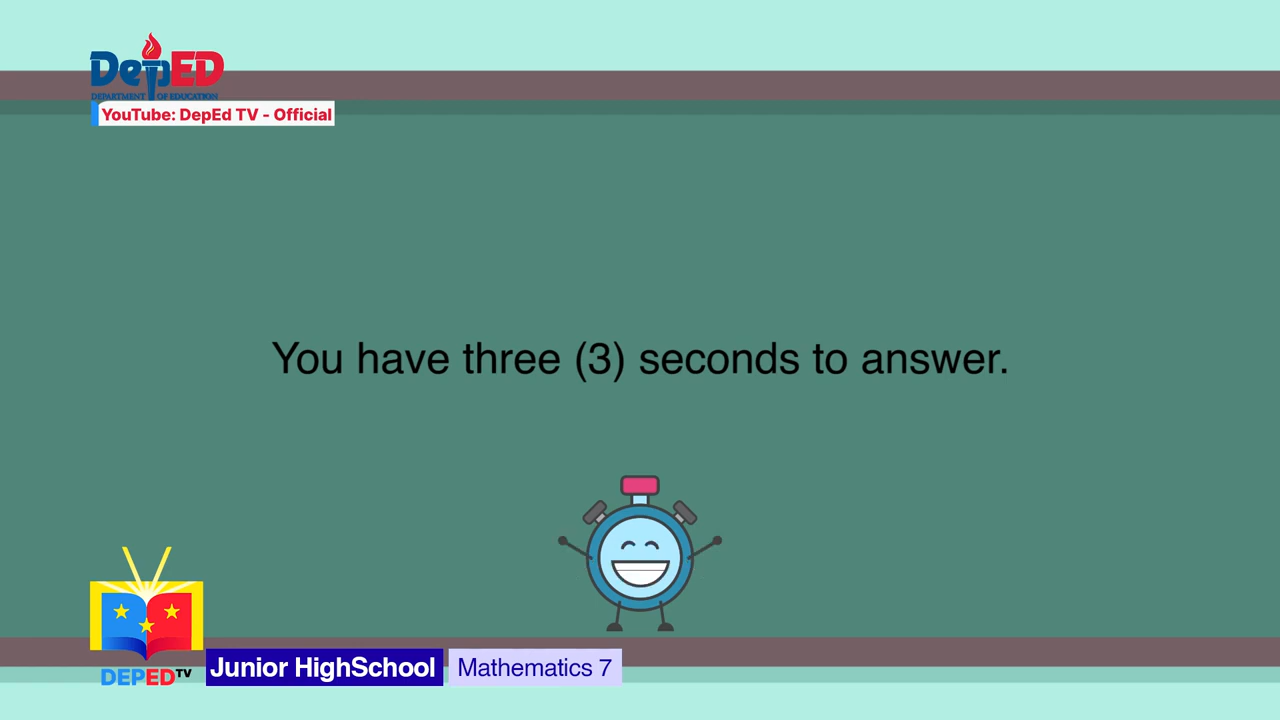 DepED
DEPARTMENT OF EDUCATION
YouTube: DepEd TV - Official
You have three (3) seconds to answer.
DEPED TV
Junior HighSchool
Mathematics 7